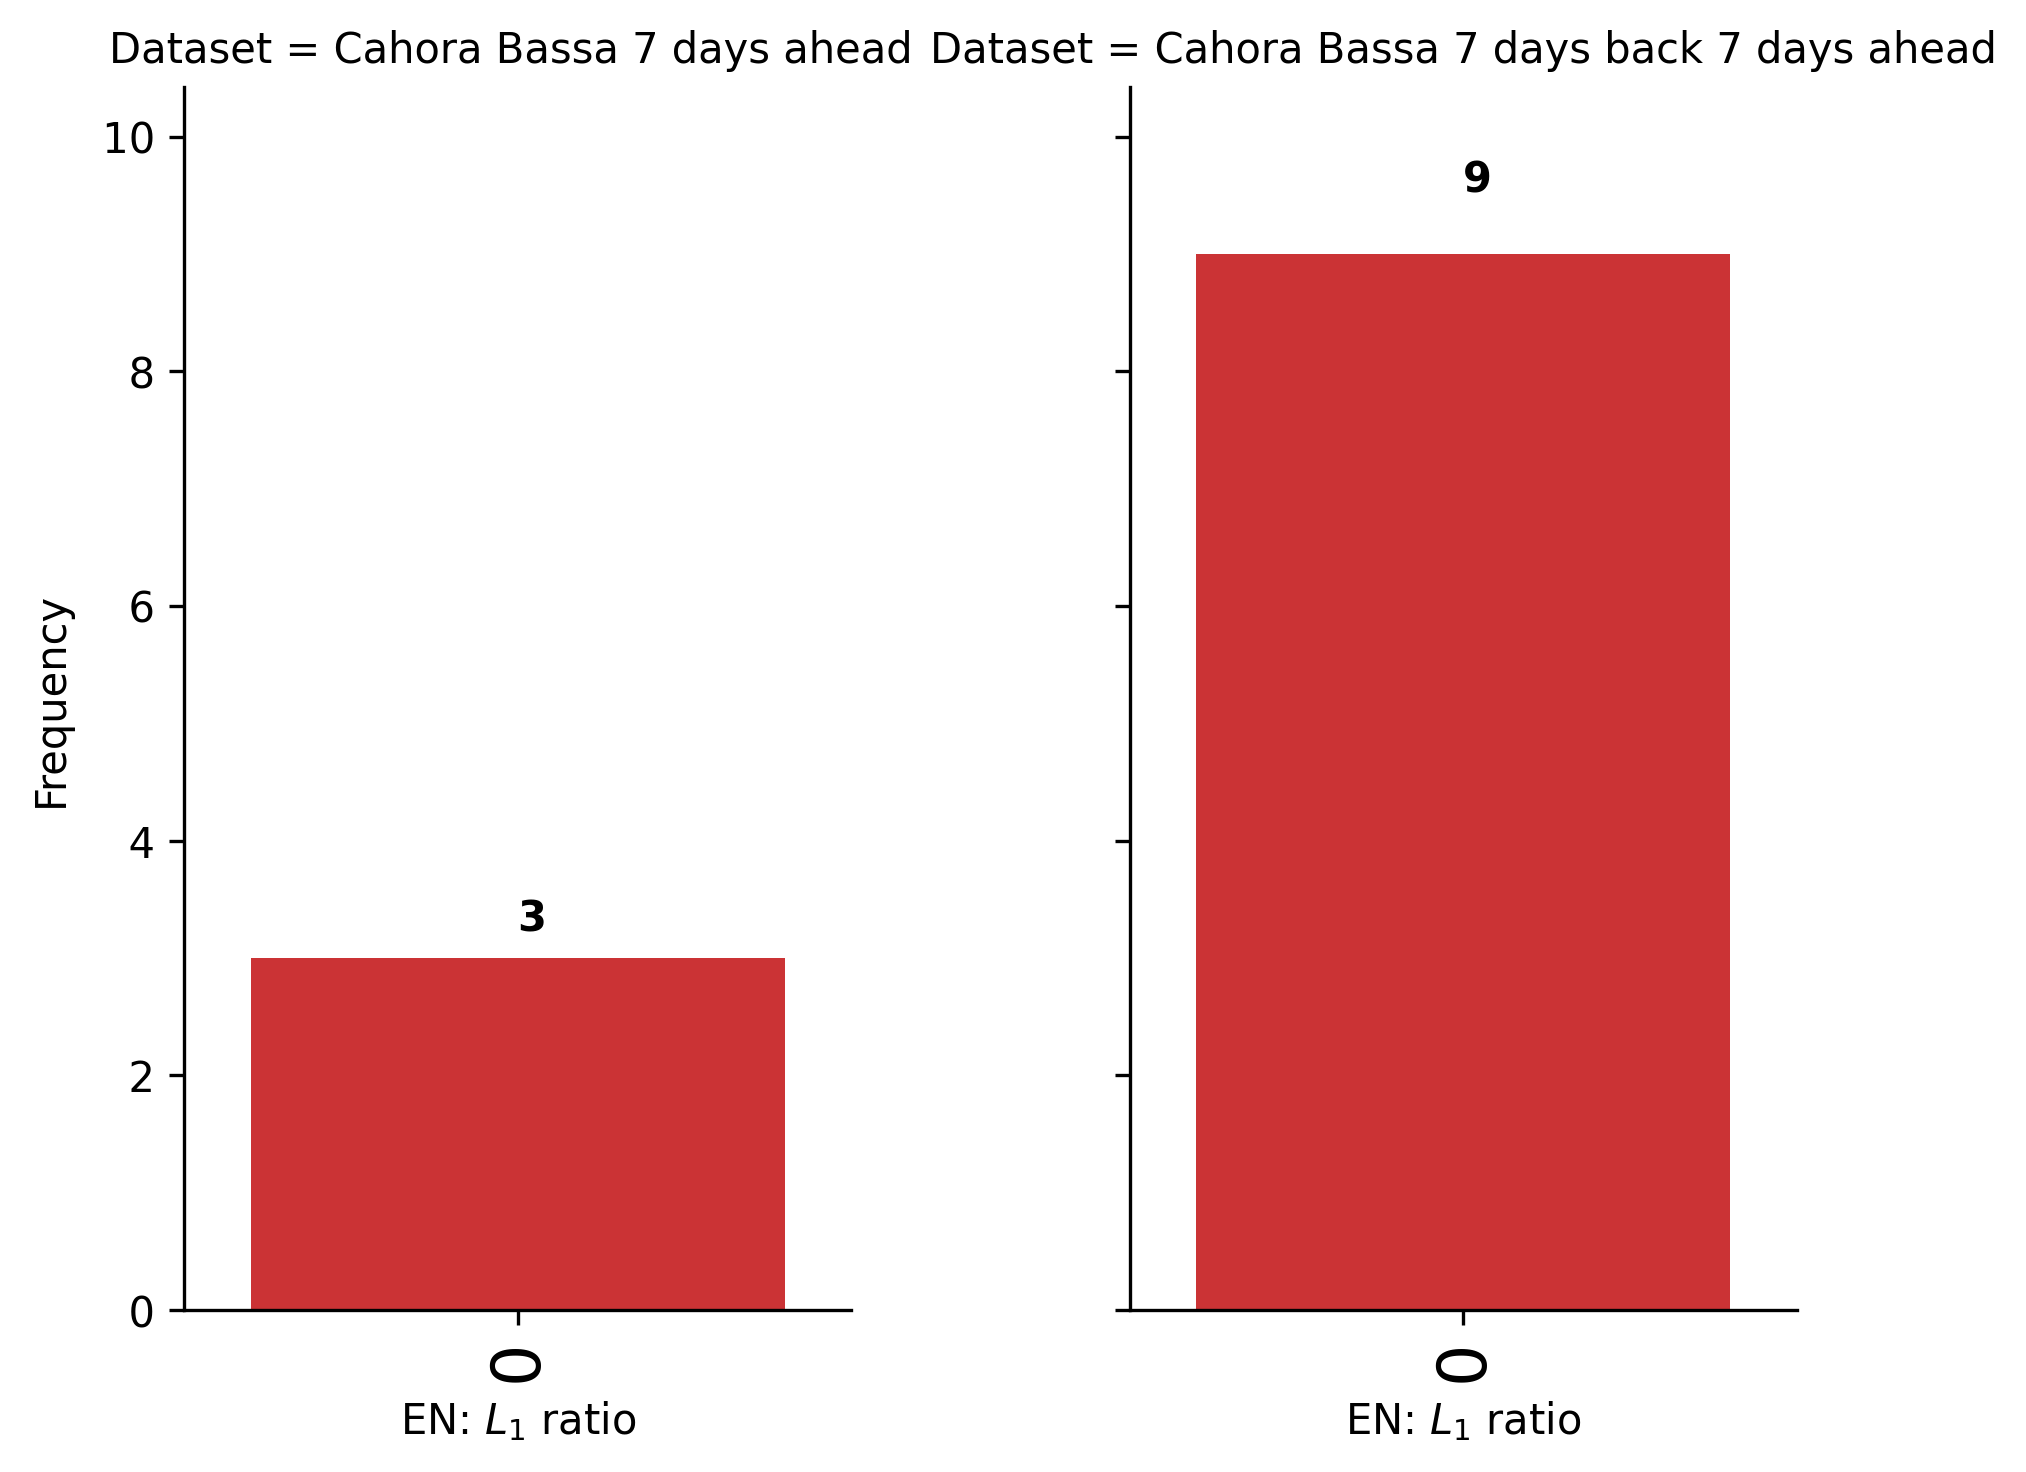 Dataset = Cahora Bassa 7 days ahead
Dataset = Cahora Bassa 7 days back 7 days ahead
Frequency
10
8
6
4
2
0
3
9
0
0
EN: L₁ ratio
EN: L₁ ratio